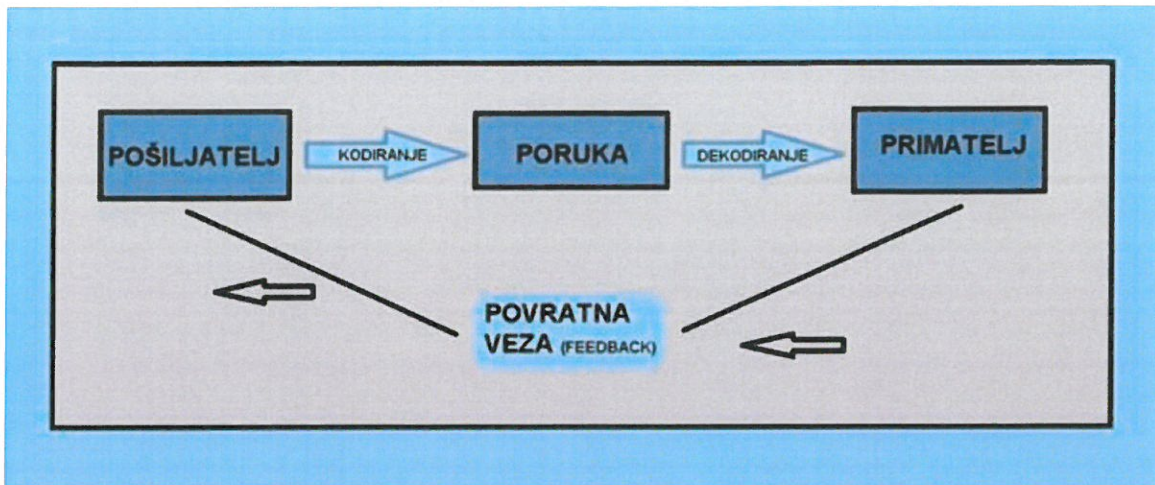 POŠILJATELJ
KODIRANJE
PORUKA
DEKODIRANJE
PRIMATELJ
POVRATNA
VEZA (FEEDBACK)